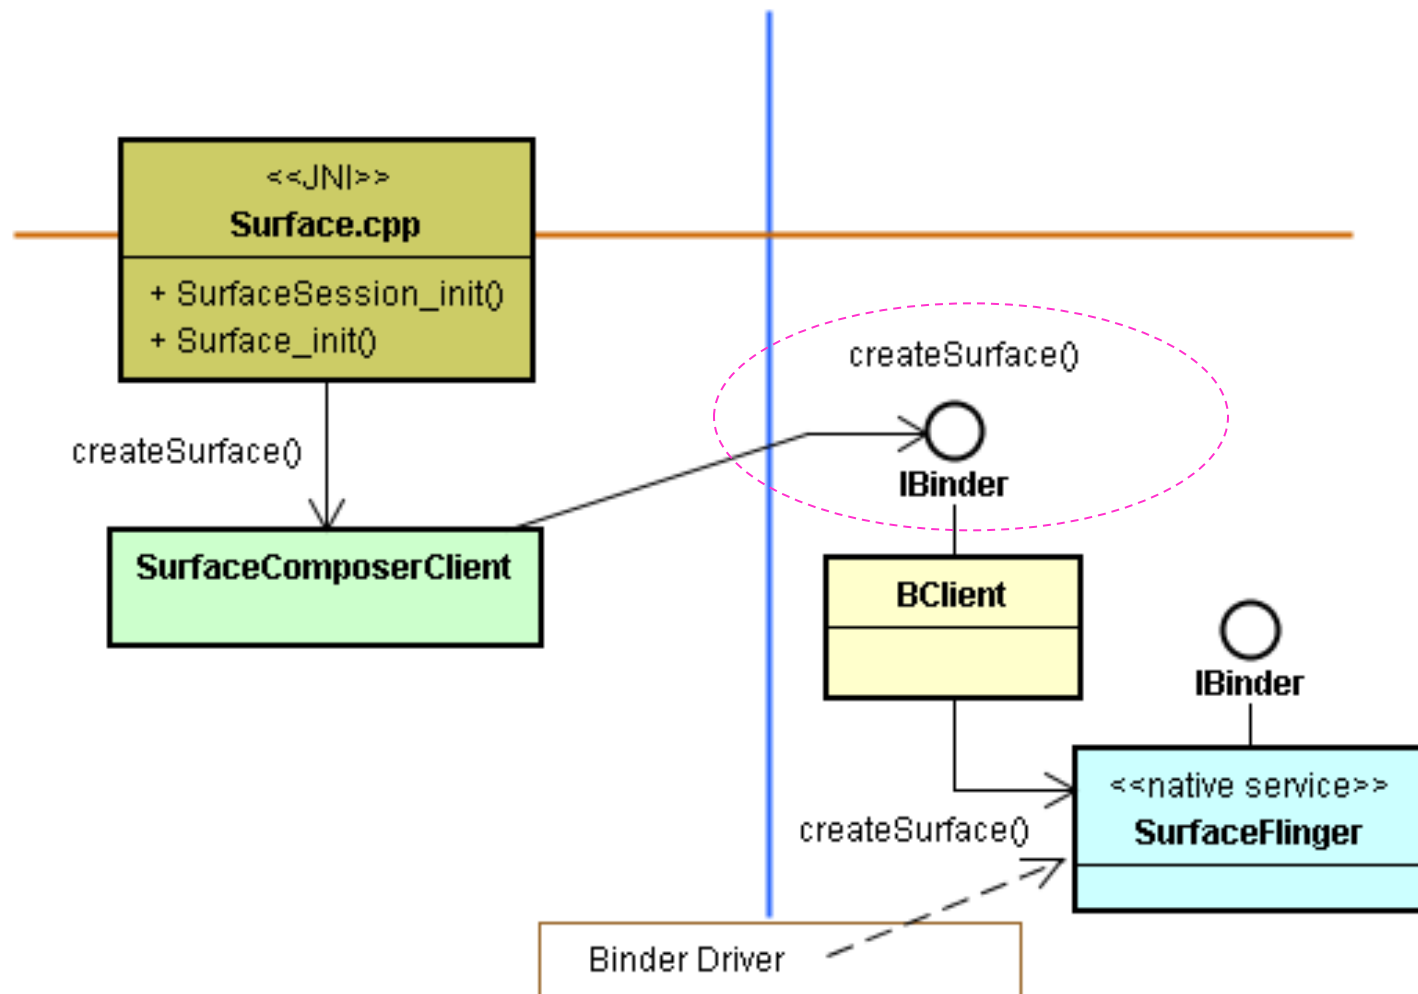 <<JNI>>
Surface.cpp
+ SurfaceSession_init()
+ Surface_init()
createSurface()
createSurface()
IBinder
SurfaceComposerClient
BClient
IBinder
<<native service>>
SurfaceFlinger
createSurface()
Binder Driver